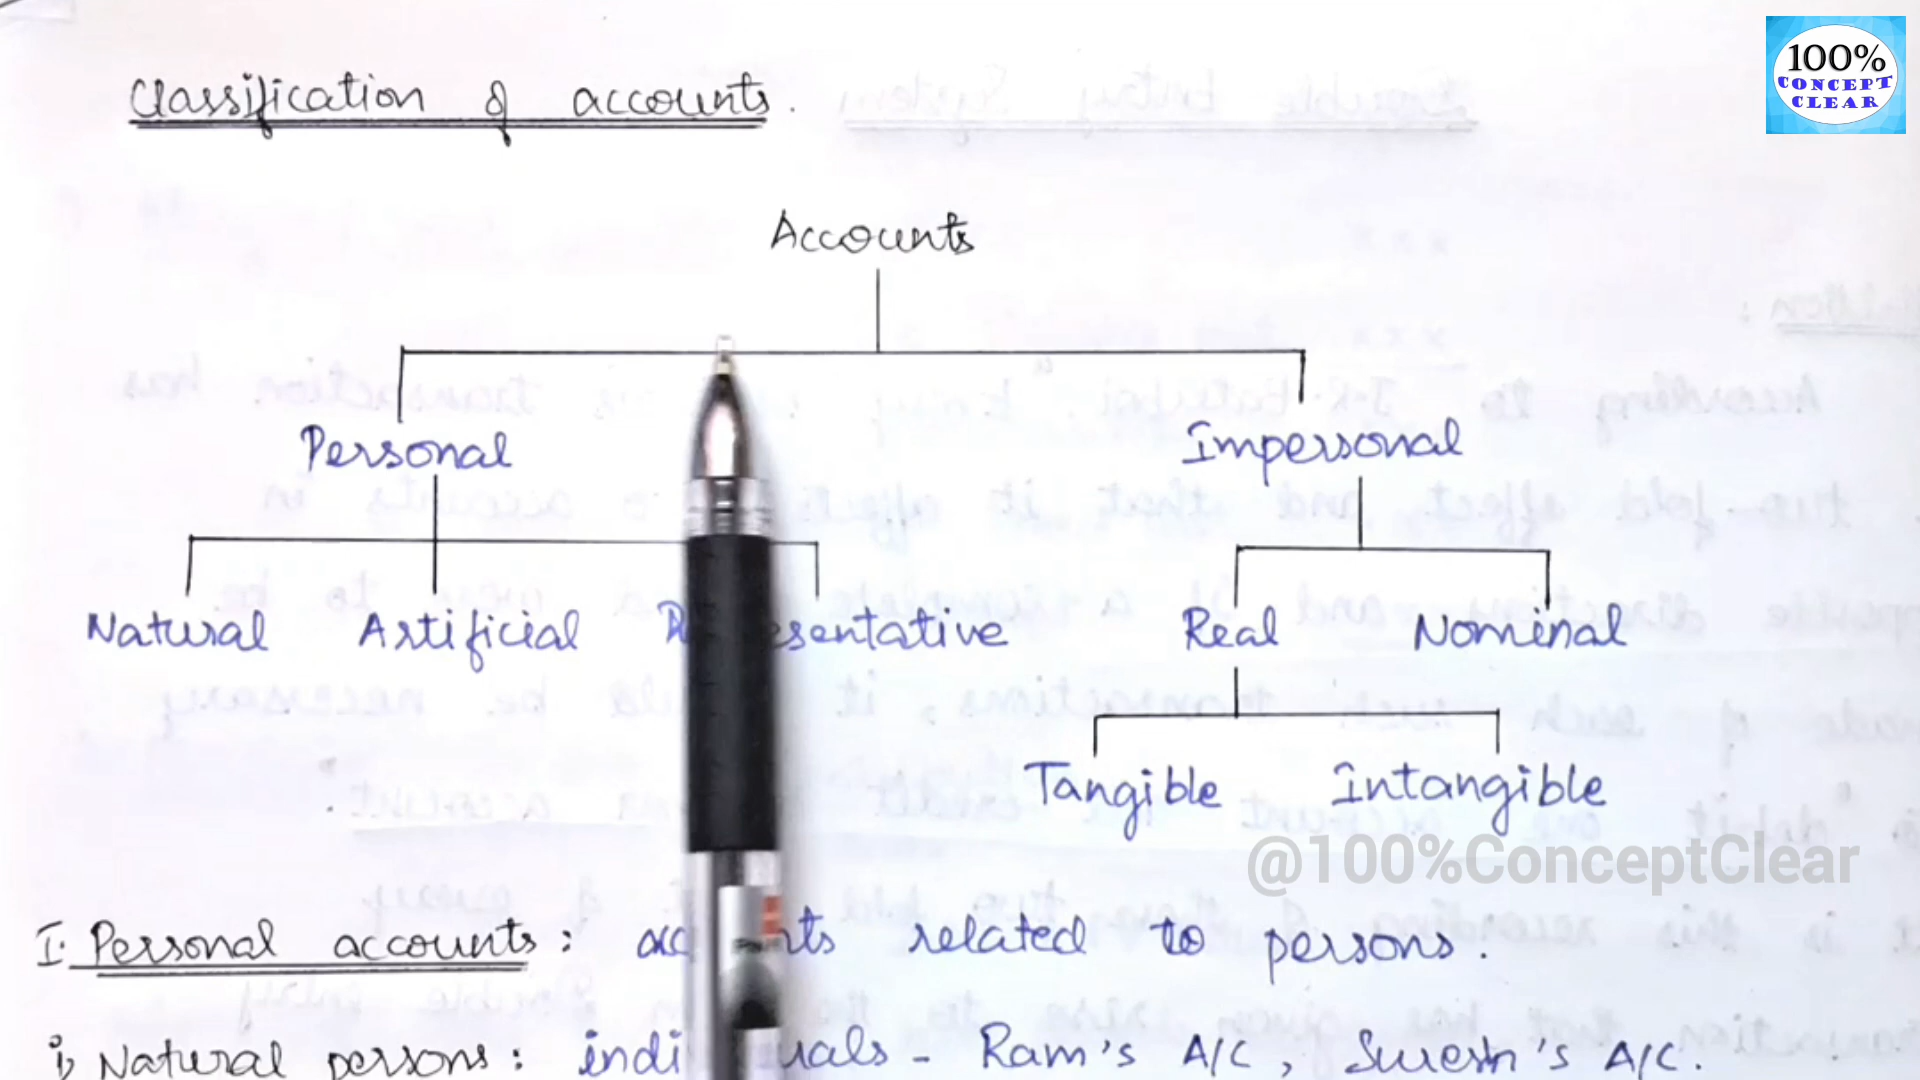 100%
CONCEPT
CLEAR
Classification of accounts.
Accounts
Personal Impersonal
Natural Artificial Real Nominal
Tangible Intangible
@100%ConceptClear
I. Personal accounts: related to persons.
i, Natural persons: - Ram's A/C, Suresh's A/C.